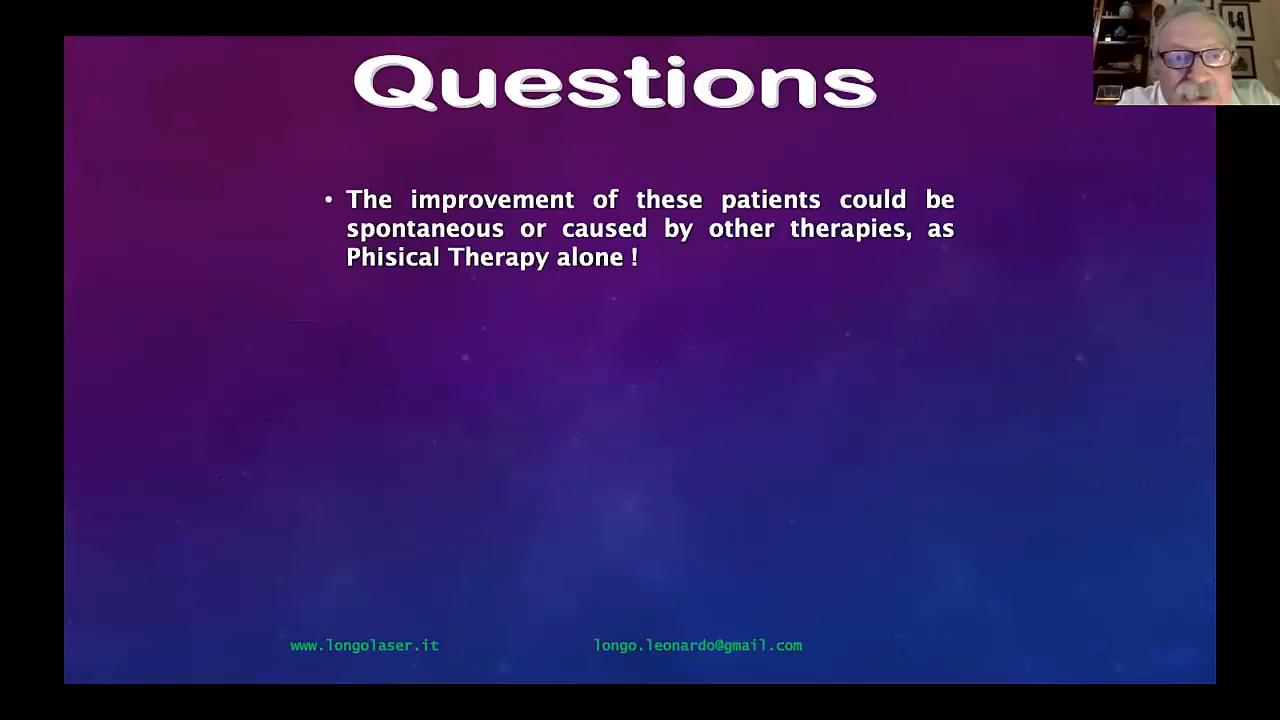 Questions
• The improvement of these patients could be
spontaneous or caused by other therapies, as
Phisical Therapy alone !
www.longolaser.it
longo.leonardo@gmail.com